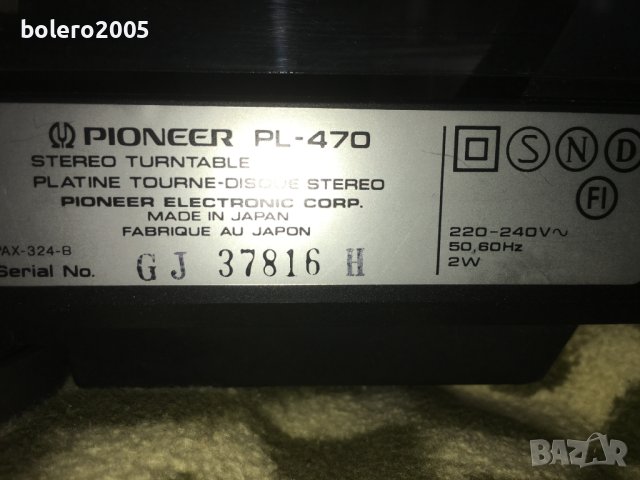 bolero2005
PIONEER PL-470
STEREO TURNTABLE
PLATINE TOURNE-DISQUE STEREO
PIONEER ELECTRONIC CORP.
MADE IN JAPAN
FABRIQUE AU JAPON
PAX-324-B
Serial No. GJ 37816 H
S N D
FI
220-240V~
50,60Hz
2W
BAZAR